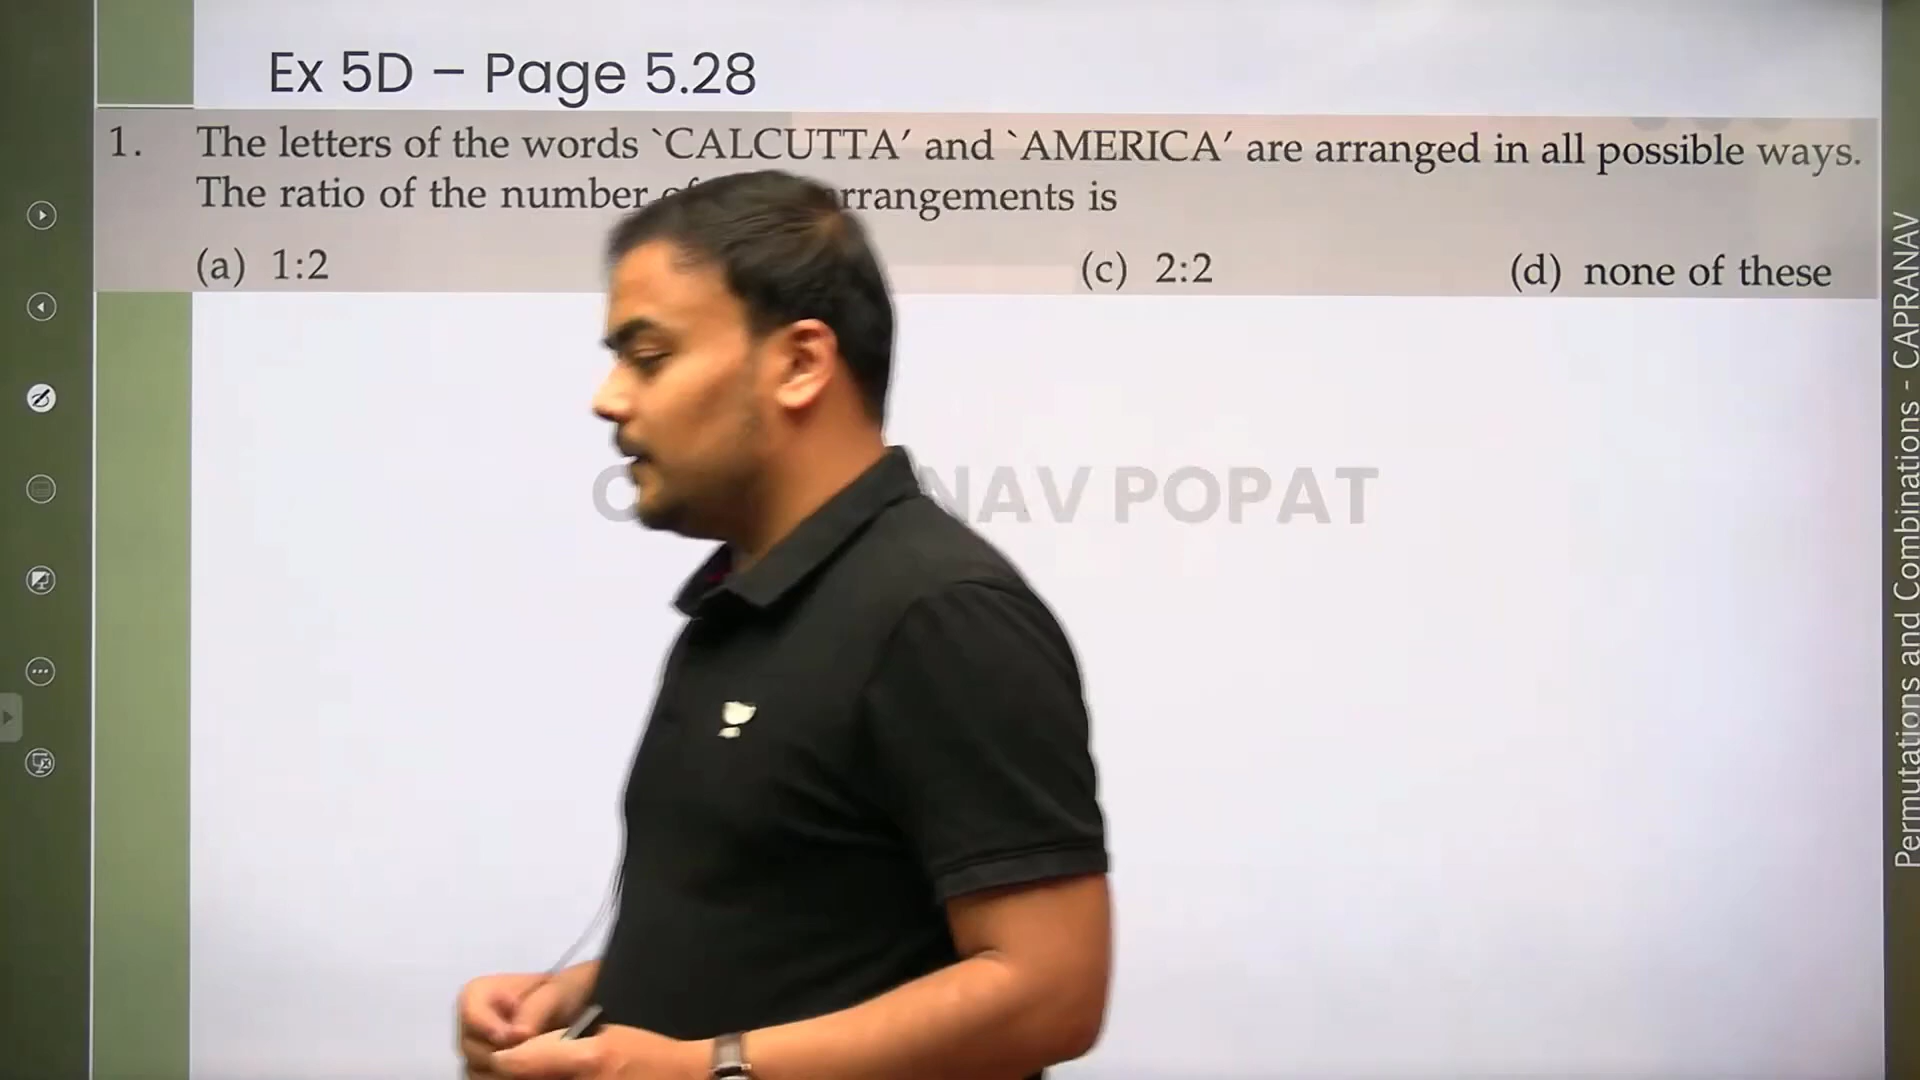 Ex 5D – Page 5.28
1. The letters of the words `CALCUTTA′ and `AMERICA′ are arranged in all possible ways.
The ratio of the number arrangements is
(a) 1:2 (c) 2:2 (d) none of these
NAV POPAT
Permutations and Combinations - CAPRANAV